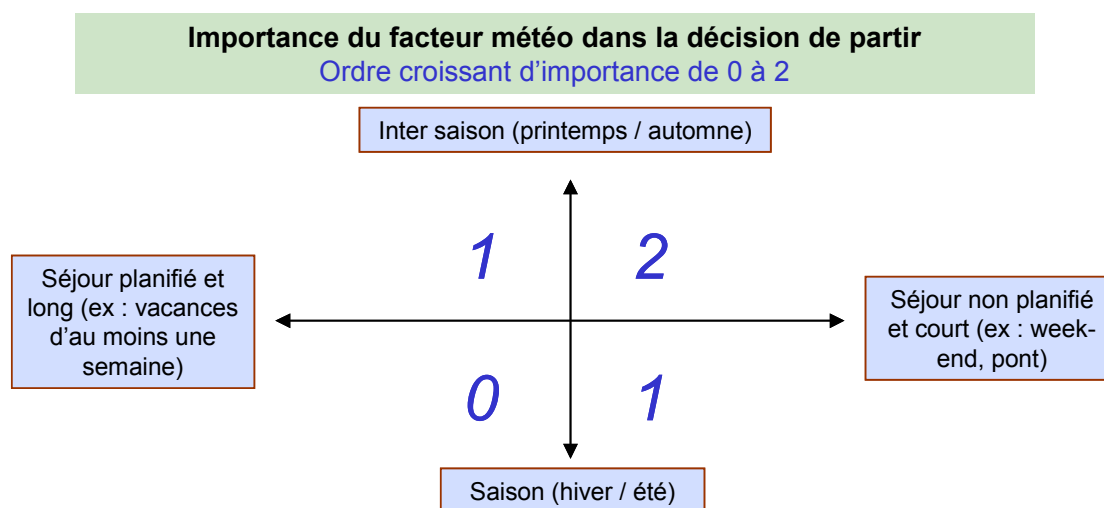 Importance du facteur météo dans la décision de partir
Ordre croissant d'importance de 0 à 2
Inter saison (printemps / automne)
1
2
Séjour planifié et
long (ex : vacances
d'au moins une
semaine)
Séjour non planifié
et court (ex : week-
end, pont)
0
1
Saison (hiver / été)